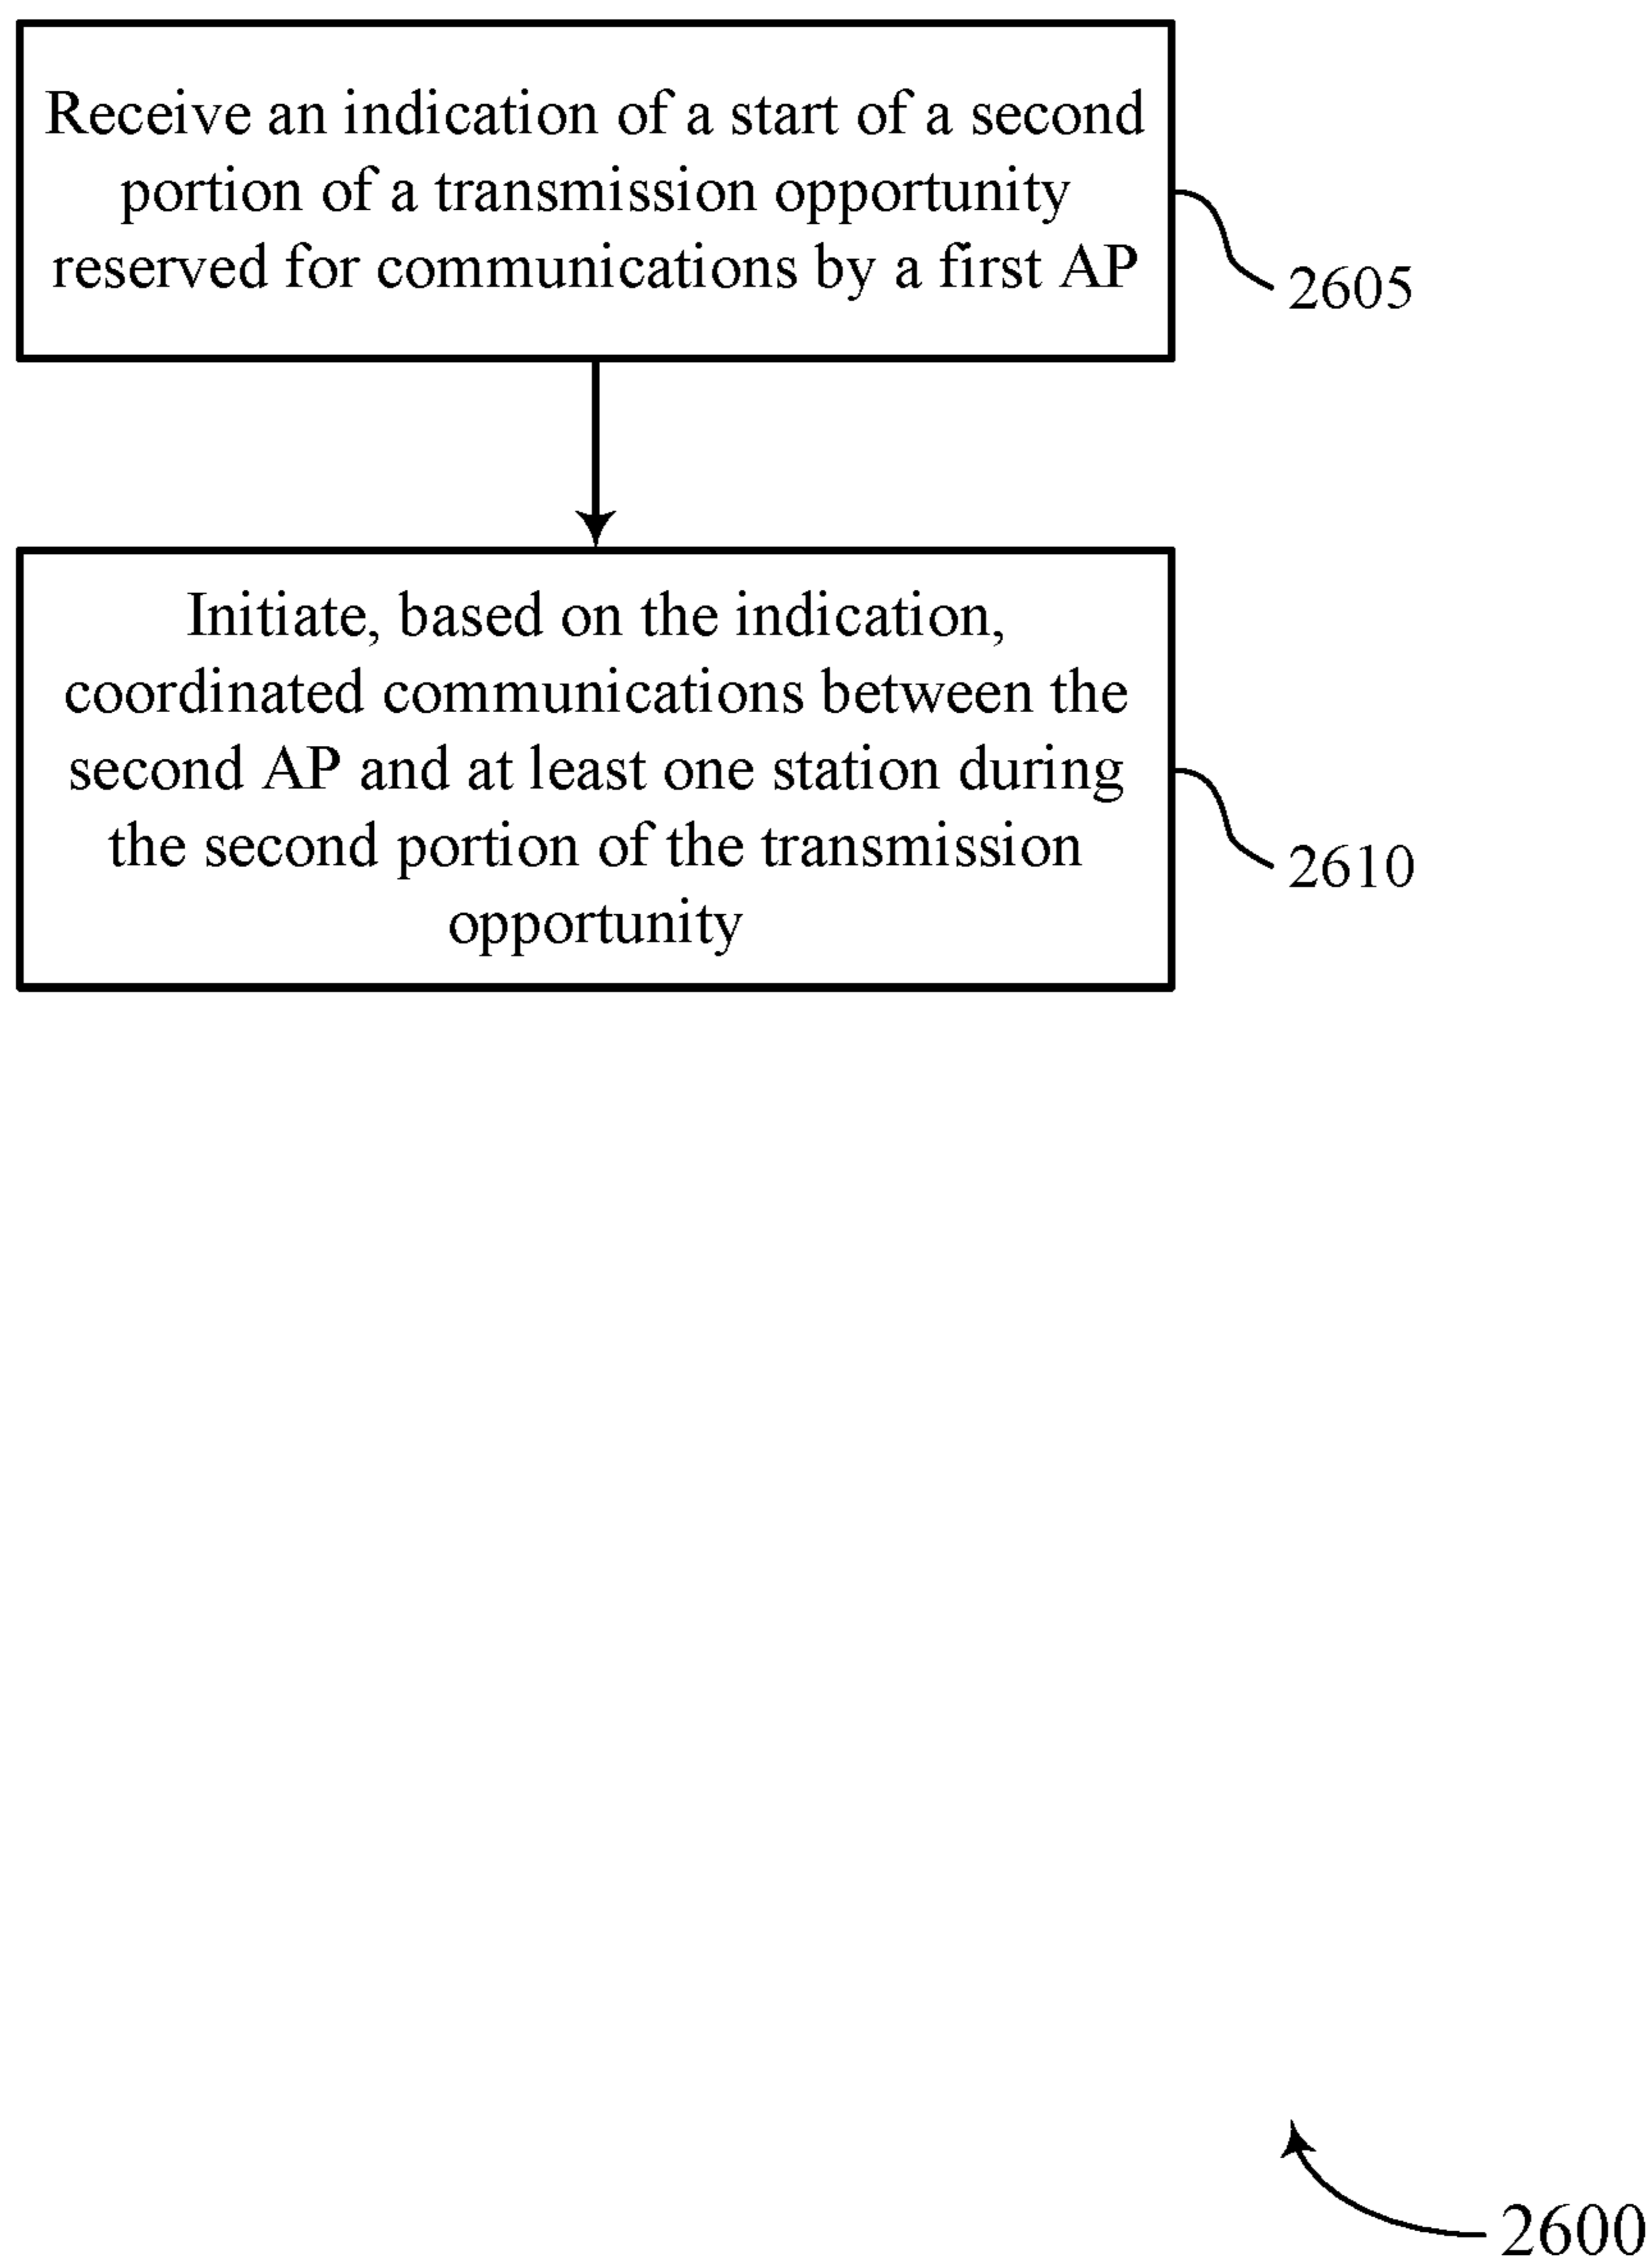 Receive an indication of a start of a second
portion of a transmission opportunity
reserved for communications by a first AP
2605
Initiate, based on the indication,
coordinated communications between the
second AP and at least one station during
the second portion of the transmission
opportunity
2610
2600